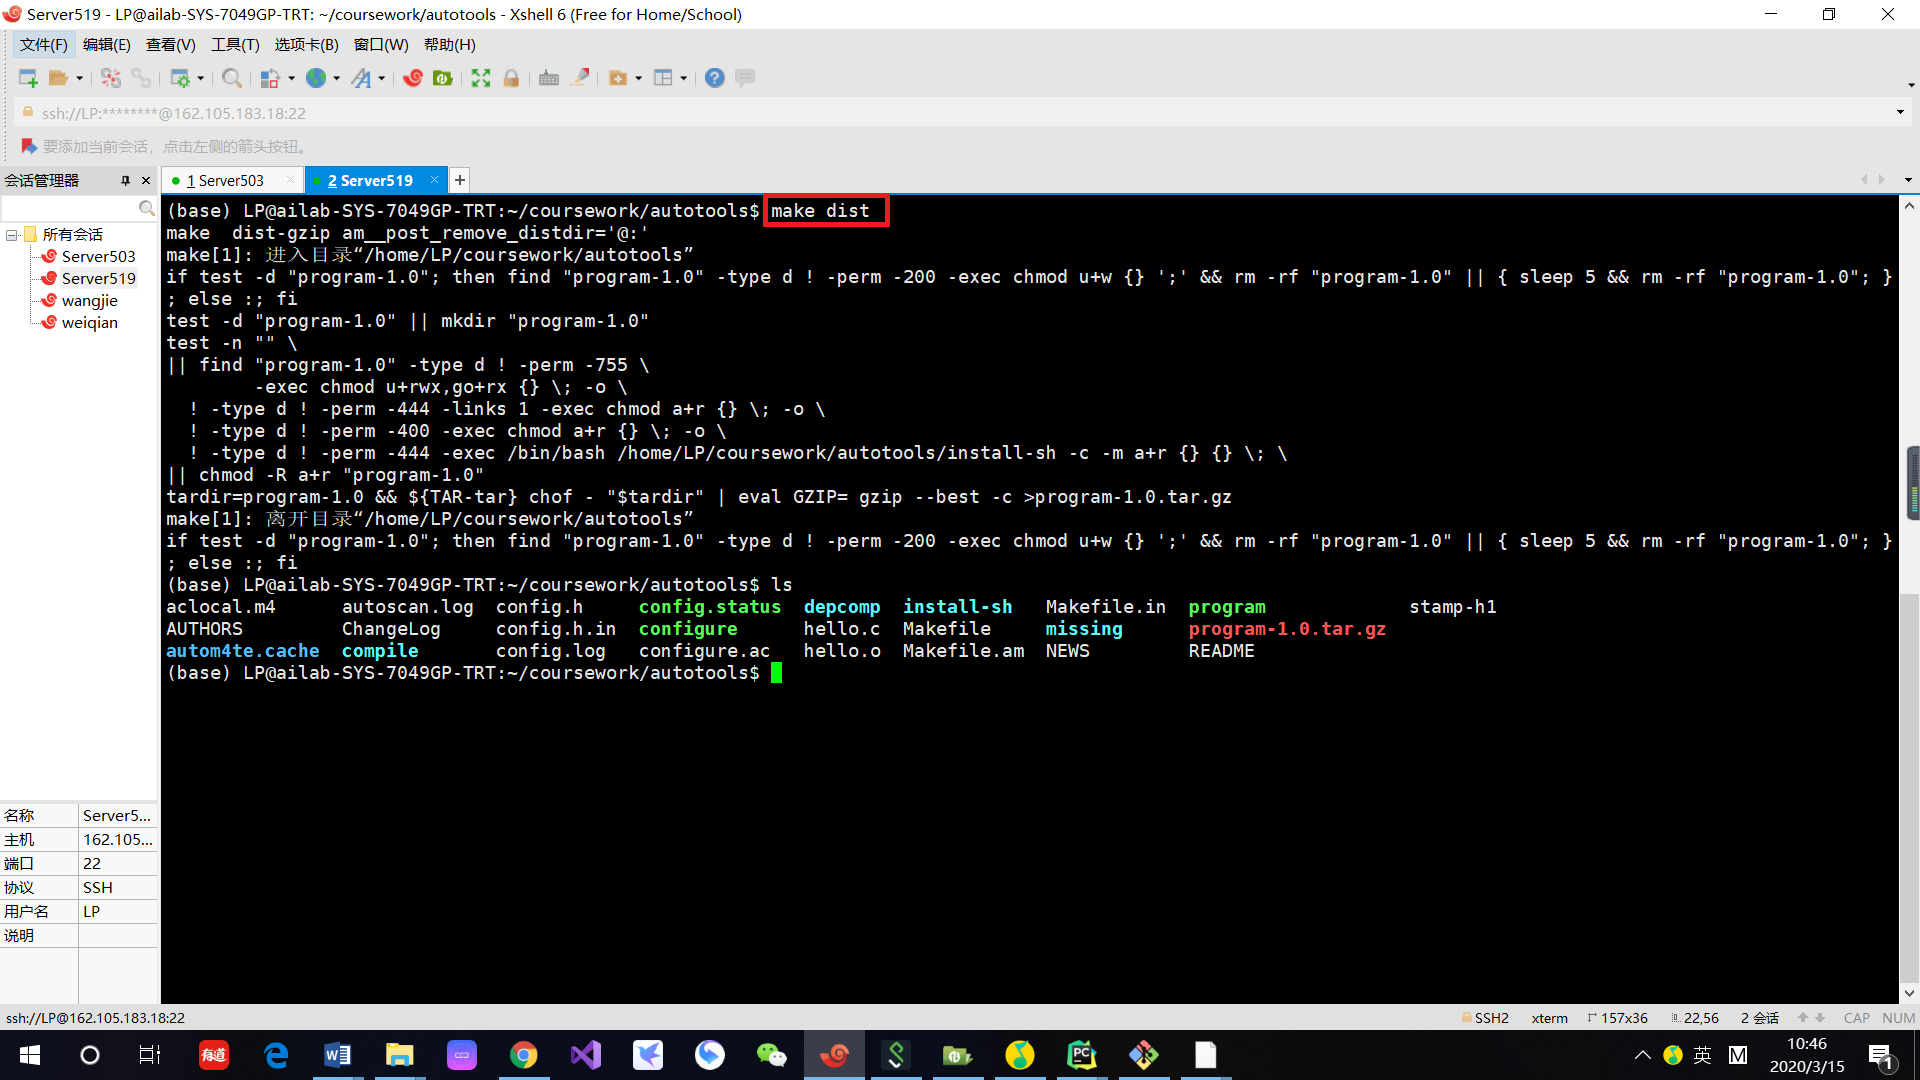 Server519 - LP@ailab-SYS-7049GP-TRT: ~/coursework/autotools - Xshell 6 (Free for Home/School)
文件(F) 编辑(E) 查看(V) 工具(T) 选项卡(B) 窗口(W) 帮助(H)
ssh://LP:********@162.105.183.18:22
要添加当前会话，点击左侧的箭头按钮。
会话管理器
1 Server503
2 Server519
所有会话
Server503
Server519
wangjie
weiqian
(base) LP@ailab-SYS-7049GP-TRT:~/coursework/autotools$ make dist
make  dist-gzip am__post_remove_distdir='@:'
make[1]: 进入目录“/home/LP/coursework/autotools”
if test -d "program-1.0"; then find "program-1.0" -type d ! -perm -200 -exec chmod u+w {} ';' && rm -rf "program-1.0" || { sleep 5 && rm -rf "program-1.0"; }
; else :; fi
test -d "program-1.0" || mkdir "program-1.0"
test -n "" \
|| find "program-1.0" -type d ! -perm -755 \
        -exec chmod u+rwx,go+rx {} \; -o \
  ! -type d ! -perm -444 -links 1 -exec chmod a+r {} \; -o \
  ! -type d ! -perm -400 -exec chmod a+r {} \; -o \
  ! -type d ! -perm -444 -exec /bin/bash /home/LP/coursework/autotools/install-sh -c -m a+r {} {} \; \
|| chmod -R a+r "program-1.0"
tardir=program-1.0 && ${TAR-tar} chof - "$tardir" | eval GZIP= gzip --best -c >program-1.0.tar.gz
make[1]: 离开目录“/home/LP/coursework/autotools”
if test -d "program-1.0"; then find "program-1.0" -type d ! -perm -200 -exec chmod u+w {} ';' && rm -rf "program-1.0" || { sleep 5 && rm -rf "program-1.0"; }
; else :; fi
(base) LP@ailab-SYS-7049GP-TRT:~/coursework/autotools$ ls
aclocal.m4 autoscan.log config.h config.status depcomp install-sh Makefile.in program stamp-h1
AUTHORS ChangeLog config.h.in configure hello.c Makefile missing program-1.0.tar.gz
autom4te.cache compile config.log configure.ac hello.o Makefile.am NEWS README
(base) LP@ailab-SYS-7049GP-TRT:~/coursework/autotools$
名称 Server5...
主机 162.105...
端口 22
协议 SSH
用户名 LP
说明
ssh://LP@162.105.183.18:22 SSH2 xterm 157x36 22,56 2 会话 CAP NUM
有道 英 M
10:46
2020/3/15
1